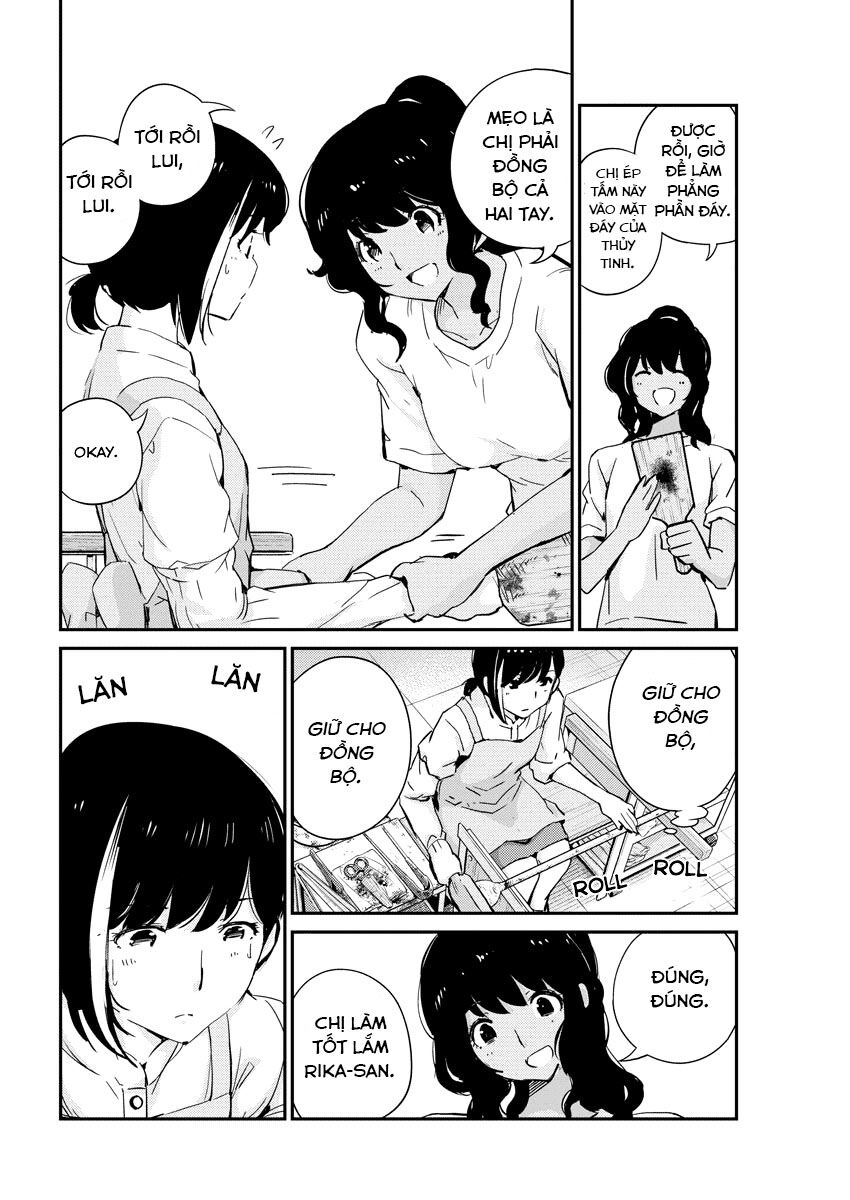 ĐƯỢC
RỒI, GIỜ
ĐỂ LÀM
PHẲNG
PHẦN ĐÁY.
CHỊ ÉP
TẤM NÀY
VÀO MẶT
ĐÁY CỦA
THỦY
TINH.
MẸO LÀ
CHỊ PHẢI
ĐỒNG
BỘ CẢ
HAI TAY.
TỚI RỒI
LUI,
TỚI RỒI
LUI.
OKAY.
GIỮ CHO
ĐỒNG
BỘ,
GIỮ CHO
ĐỒNG
BỘ.
ROLL
ROLL
LĂN
LĂN
ĐÚNG,
ĐÚNG.
CHỊ LÀM
TỐT LẮM
RIKA-SAN.